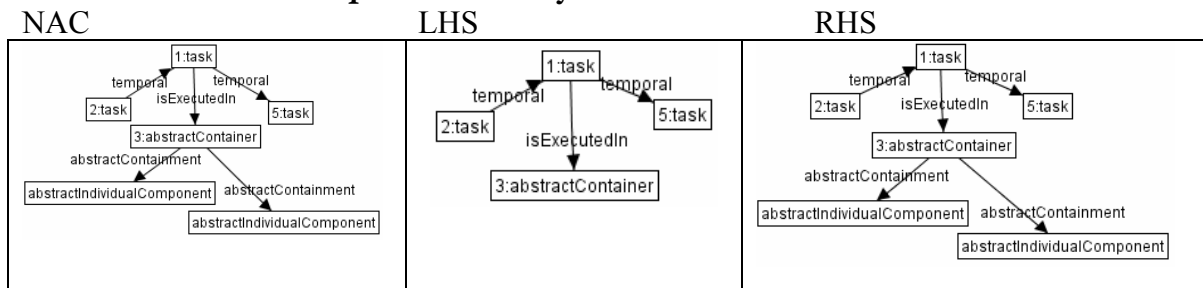 NAC LHS RHS
1:task
temporal temporal
isExecutedIn
2:task 5:task
3:abstractContainer
abstractContainment
abstractIndividualComponent
abstractContainment
abstractIndividualComponent
1:task
temporal temporal
2:task 5:task
isExecutedIn
3:abstractContainer
1:task
temporal temporal
2:task isExecutedIn 5:task
3:abstractContainer
abstractContainment
abstractIndividualComponent
abstractContainment
abstractIndividualComponent